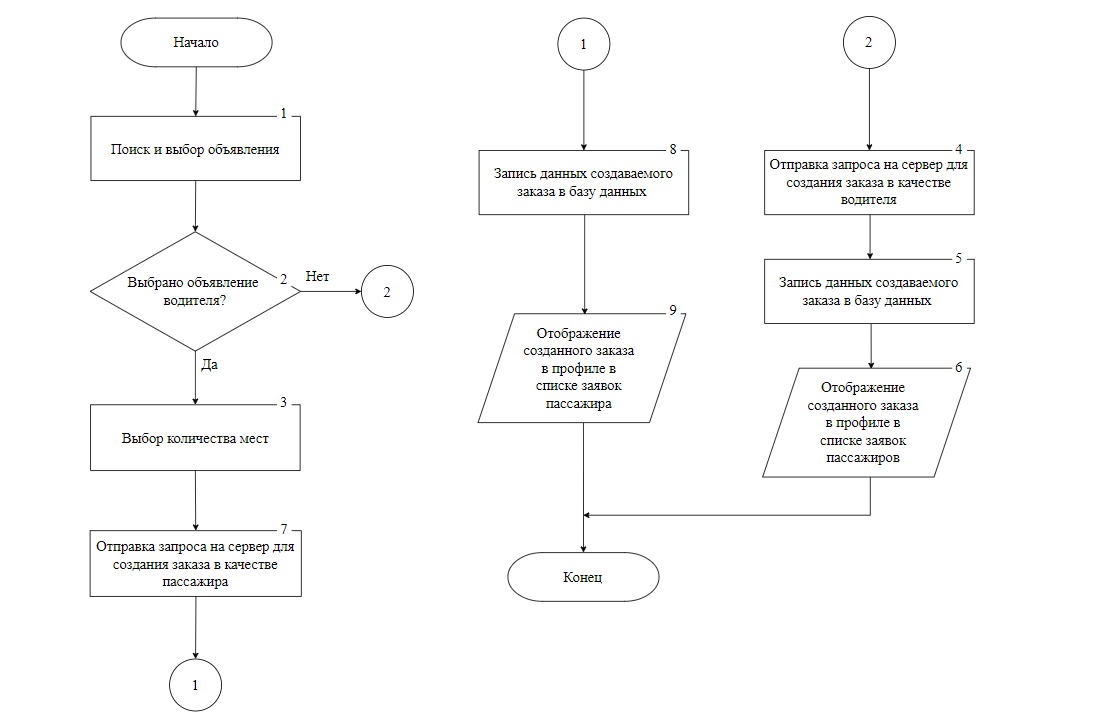 Начало
1
Поиск и выбор объявления
2
Выбрано объявление
водителя?
Нет
2
Да
3
Выбор количества мест
7
Отправка запроса на сервер для
создания заказа в качестве
пассажира
1
1
8
Запись данных создаваемого
заказа в базу данных
9
Отображение
созданного заказа
в профиле в
списке заявок
пассажира
Конец
2
4
Отправка запроса на сервер для
создания заказа в качестве
водителя
5
Запись данных создаваемого
заказа в базу данных
6
Отображение
созданного заказа
в профиле в
списке заявок
пассажиров